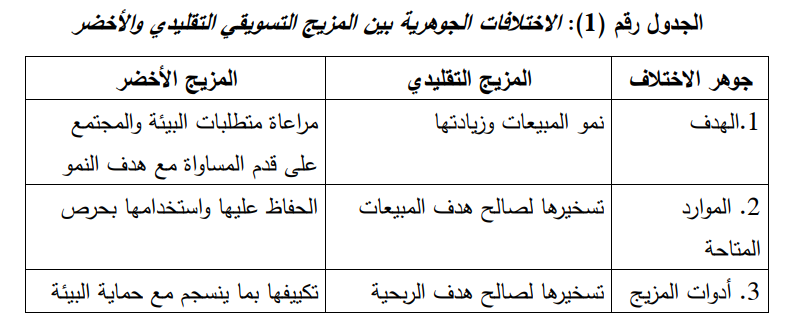 الجدول رقم (1): الاختلافات الجوهرية بين المزيج التسويقي التقليدي والأخضر
جوهر الاختلاف المزيج التقليدي المزيج الأخضر
1.الهدف نمو المبيعات وزيادتها مراعاة متطلبات البيئة والمجتمع
على قدم المساواة مع هدف النمو
2. الموارد تسخيرها لصالح هدف المبيعات الحفاظ عليها واستخدامها بحرص
المتاحة
3. أدوات المزيج تسخيرها لصالح هدف الربحية تكييفها بما ينسجم مع حماية البيئة